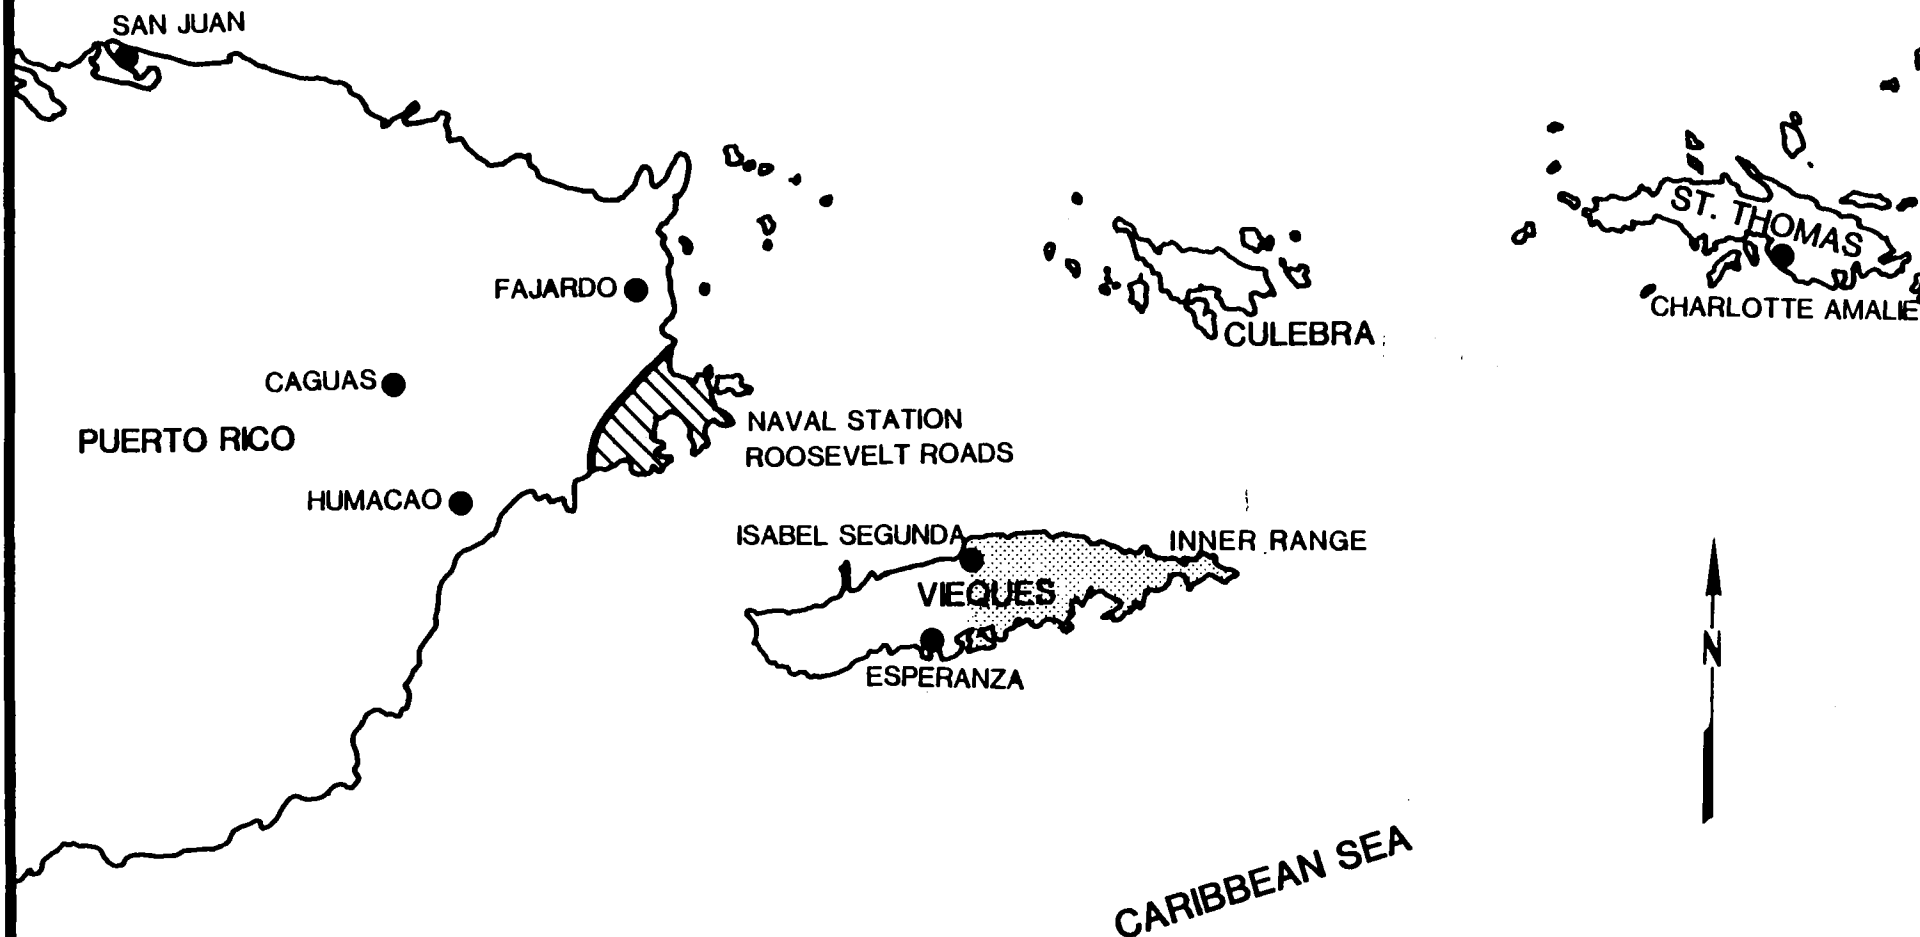 SAN JUAN
ST. THOMAS
FAJARDO
CHARLOTTE AMALIE
CULEBRA
CAGUAS
NAVAL STATION
ROOSEVELT ROADS
PUERTO RICO
HUMACAO
ISABEL SEGUNDA
INNER RANGE
VIEQUES
N
ESPERANZA
CARIBBEAN SEA